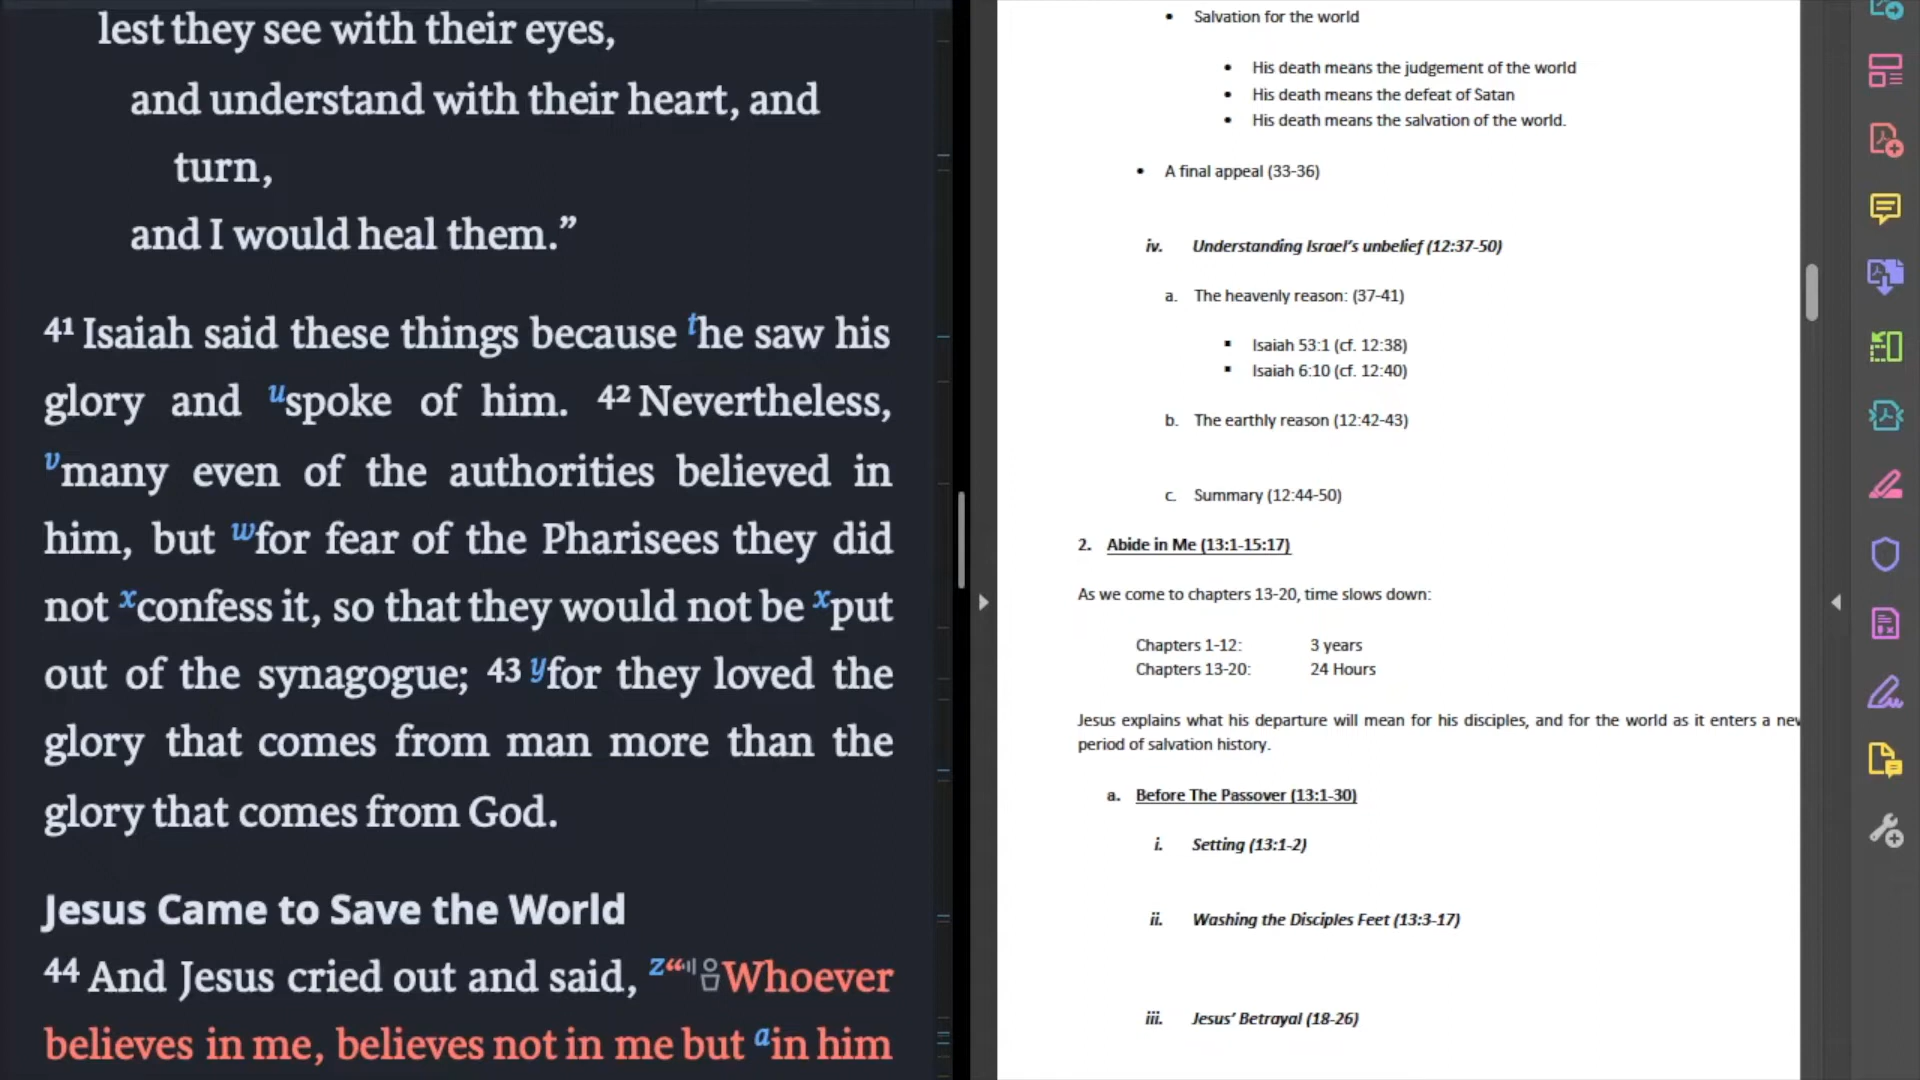 lest they see with their eyes,
and understand with their heart, and
turn,
and I would heal them.”
41 Isaiah said these things because t he saw his
glory and u spoke of him. 42 Nevertheless,
v many even of the authorities believed in
him, but w for fear of the Pharisees they did
not x confess it, so that they would not be x put
out of the synagogue; 43 y for they loved the
glory that comes from man more than the
glory that comes from God.
Jesus Came to Save the World
44 And Jesus cried out and said, z “Whoever
believes in me, believes not in me but a in him
• Salvation for the world
• His death means the judgement of the world
• His death means the defeat of Satan
• His death means the salvation of the world.
• A final appeal (33-36)
iv. Understanding Israel’s unbelief (12:37-50)
a. The heavenly reason: (37-41)
▪ Isaiah 53:1 (cf. 12:38)
▪ Isaiah 6:10 (cf. 12:40)
b. The earthly reason (12:42-43)
c. Summary (12:44-50)
2. Abide in Me (13:1-15:17)
As we come to chapters 13-20, time slows down:
Chapters 1-12: 3 years
Chapters 13-20: 24 Hours
Jesus explains what his departure will mean for his disciples, and for the world as it enters a new
period of salvation history.
a. Before The Passover (13:1-30)
i. Setting (13:1-2)
ii. Washing the Disciples Feet (13:3-17)
iii. Jesus’ Betrayal (18-26)